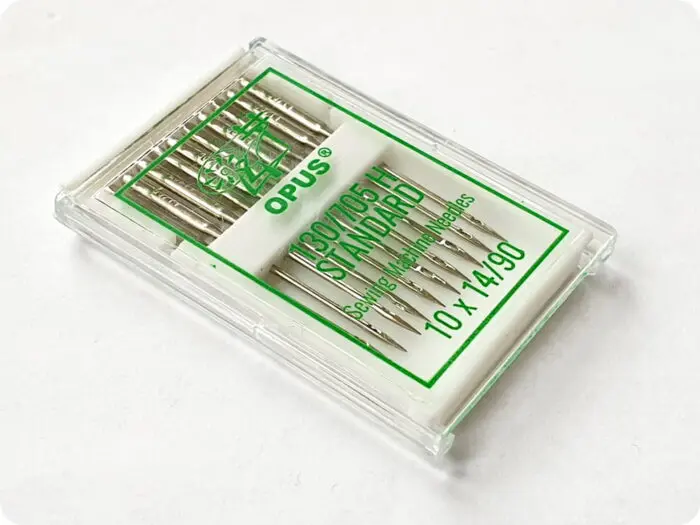 OPUS®
130/705 H
STANDARD
Sewing Machine Needles
10 x 14/90